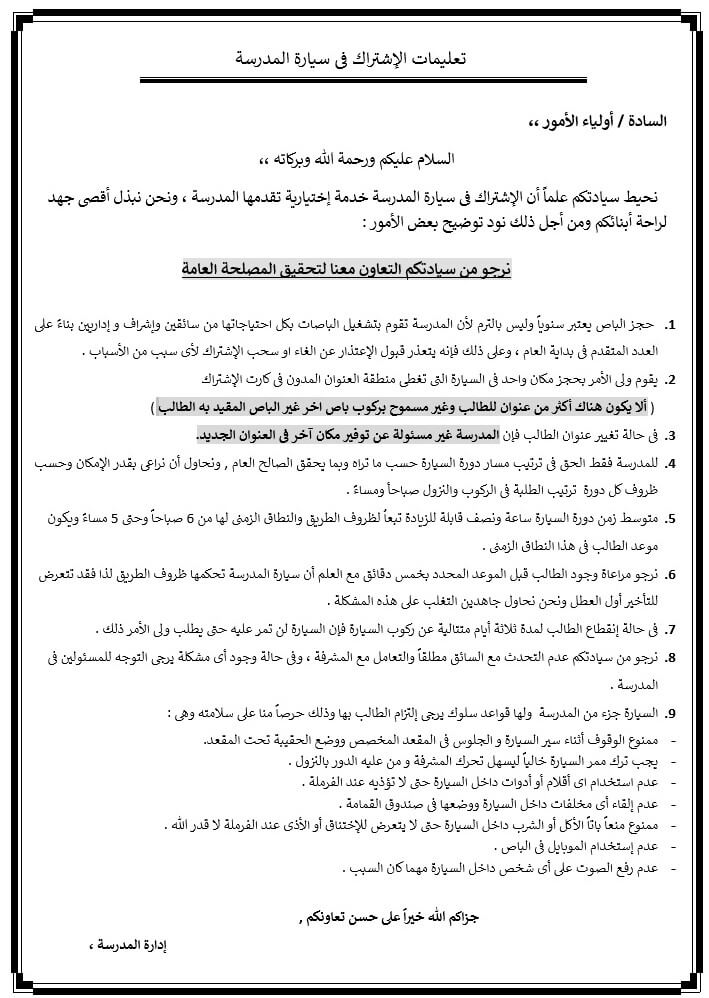 تعليمات الإشتراك فى سيارة المدرسة
السادة / أولياء الأمور ،،
السلام عليكم ورحمة الله وبركاته ،،
نحيط سيادتكم علماً أن الإشتراك فى سيارة المدرسة خدمة إختيارية تقدمها المدرسة ، ونحن نبذل أقصى جهد
لراحة أبنائكم ومن أجل ذلك نود توضيح بعض الأمور :
نرجو من سيادتكم التعاون معنا لتحقيق المصلحة العامة
1. حجز الباص يعتبر سنوياً وليس بالترم لأن المدرسة تقوم بتشغيل الباصات بكل احتياجاتها من سائقين وإشراف و إداريين بناءً على
العدد المتقدم فى بداية العام ، وعلى ذلك فإنه يتعذر قبول الإعتذار عن الغاء او سحب الإشتراك لأى سبب من الأسباب .
2. يقوم ولى الأمر بحجز مكان واحد فى السيارة التى تغطى منطقة العنوان المدون فى كارت الإشتراك
( ألا يكون هناك أكثر من عنوان للطالب وغير مسموح بركوب باص اخر غير الباص المقيد به الطالب )
3. فى حالة تغيير عنوان الطالب فإن المدرسة غير مسئولة عن توفير مكان آخر فى العنوان الجديد.
4. للمدرسة فقط الحق فى ترتيب مسار دورة السيارة حسب ما تراه وبما يحقق الصالح العام , ونحاول أن نراعى بقدر الإمكان وحسب
ظروف كل دورة ترتيب الطلبة فى الركوب والنزول صباحاً ومساءً .
5. متوسط زمن دورة السيارة ساعة ونصف قابلة للزيادة تبعاً لظروف الطريق والنطاق الزمنى لها من 6 صباحاً وحتى 5 مساءً ويكون
موعد الطالب فى هذا النطاق الزمنى .
6. نرجو مراعاة وجود الطالب قبل الموعد المحدد بخمس دقائق مع العلم أن سيارة المدرسة تحكمها ظروف الطريق لذا فقد تتعرض
للتأخير أول العطل ونحن نحاول جاهدين التغلب على هذه المشكلة .
7. فى حالة إنقطاع الطالب لمدة ثلاثة أيام متتالية عن ركوب السيارة فإن السيارة لن تمر عليه حتى يطلب ولى الأمر ذلك .
8. نرجو من سيادتكم عدم التحدث مع السائق مطلقاً والتعامل مع المشرفة ، وفى حالة وجود أى مشكلة يرجى التوجه للمسئولين فى
المدرسة .
9. السيارة جزء من المدرسة ولها قواعد سلوك يرجى إلتزام الطالب بها وذلك حرصاً منا على سلامته وهى :
- ممنوع الوقوف أثناء سير السيارة و الجلوس فى المقعد المخصص ووضع الحقيبة تحت المقعد.
- يجب ترك ممر السيارة خالياً ليسهل تحرك المشرفة و من عليه الدور بالنزول .
- عدم استخدام اى أقلام أو أدوات داخل السيارة حتى لا تؤذيه عند الفرملة .
- عدم إلقاء أى مخلفات داخل السيارة ووضعها فى صندوق القمامة .
- ممنوع منعاً باتاً الأكل أو الشرب داخل السيارة حتى لا يتعرض للإختناق أو الأذى عند الفرملة لا قدر الله .
- عدم إستخدام الموبايل فى الباص .
- عدم رفع الصوت على أى شخص داخل السيارة مهما كان السبب .
جزاكم الله خيراً على حسن تعاونكم ,
إدارة المدرسة ،